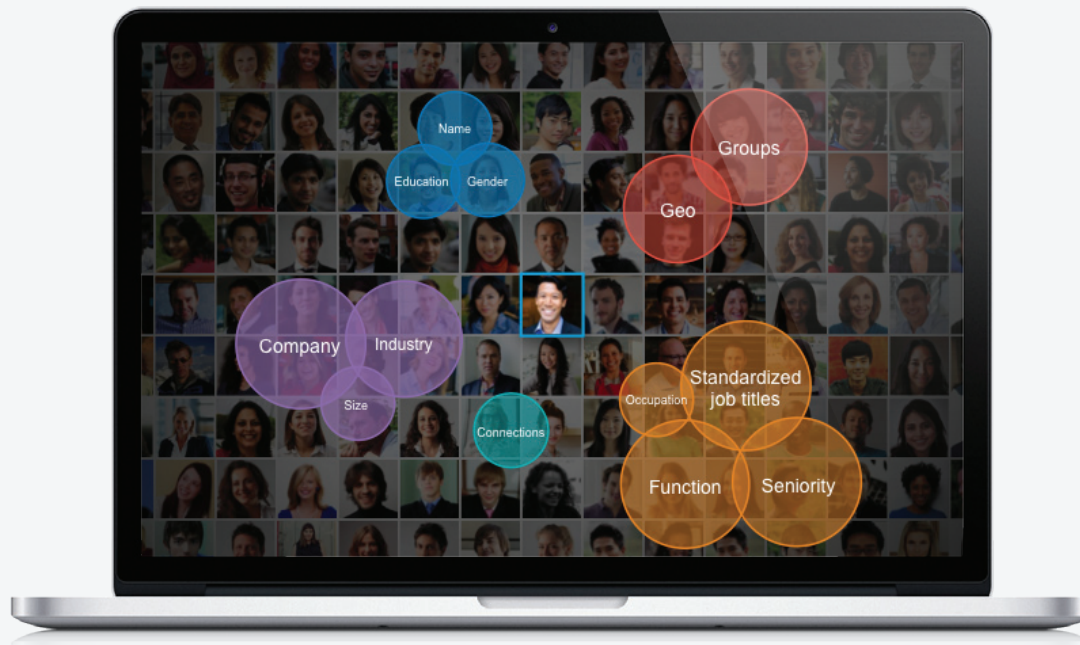 Name
Education
Gender
Groups
Geo
Company
Industry
Size
Connections
Occupation
Standardized
job titles
Function
Seniority